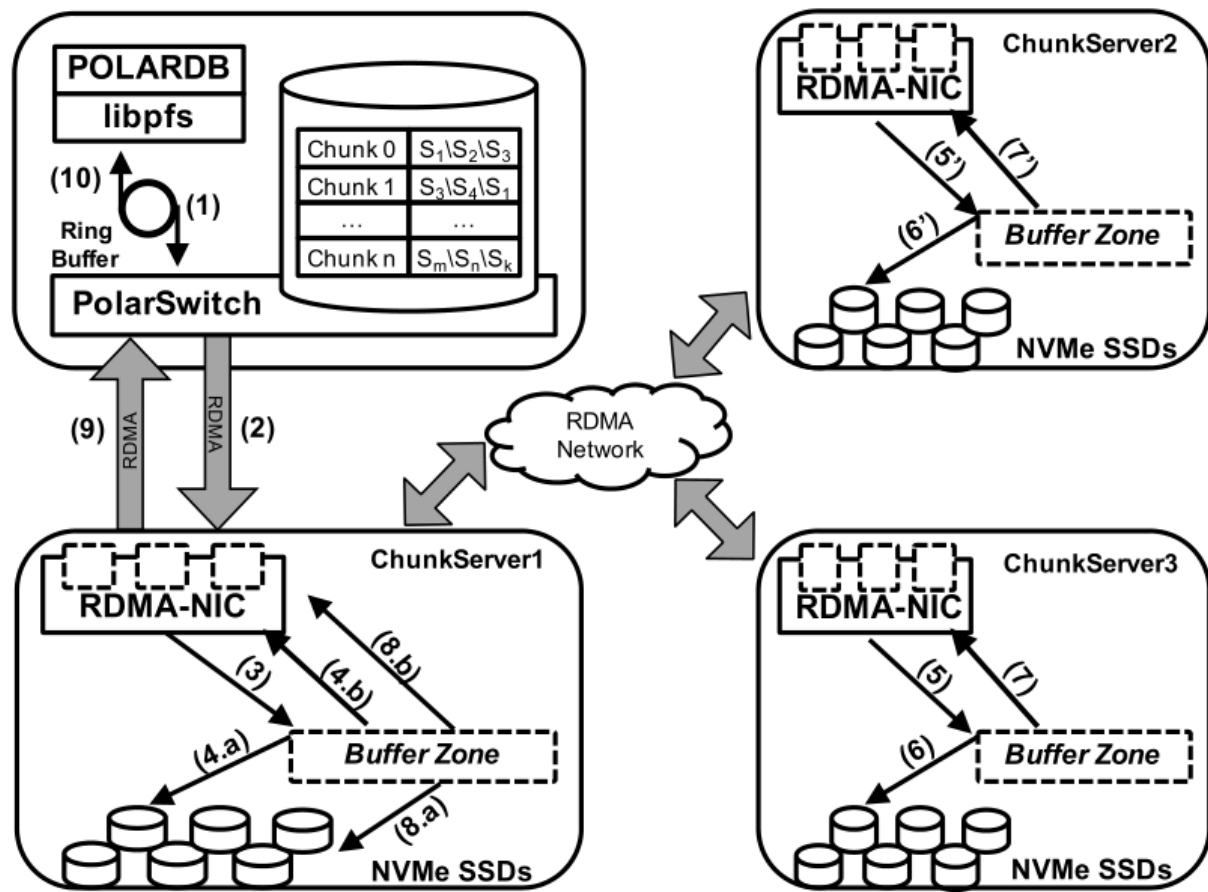 POLARDB
libpfs
(10)
(1)
Ring
Buffer
Chunk 0 S₁\S₂\S₃
Chunk 1 S₃\S₄\S₁
... ...
Chunk n Sₘ\Sₙ\Sₖ
PolarSwitch
(9)
RDMA
RDMA
(2)
ChunkServer2
RDMA-NIC
(5')
(7')
(6')
Buffer Zone
NVMe SSDs
RDMA
Network
ChunkServer1
RDMA-NIC
(3)
(4.b)
(8.b)
(4.a)
Buffer Zone
(8.a)
NVMe SSDs
ChunkServer3
RDMA-NIC
(5)
(7)
(6)
Buffer Zone
NVMe SSDs